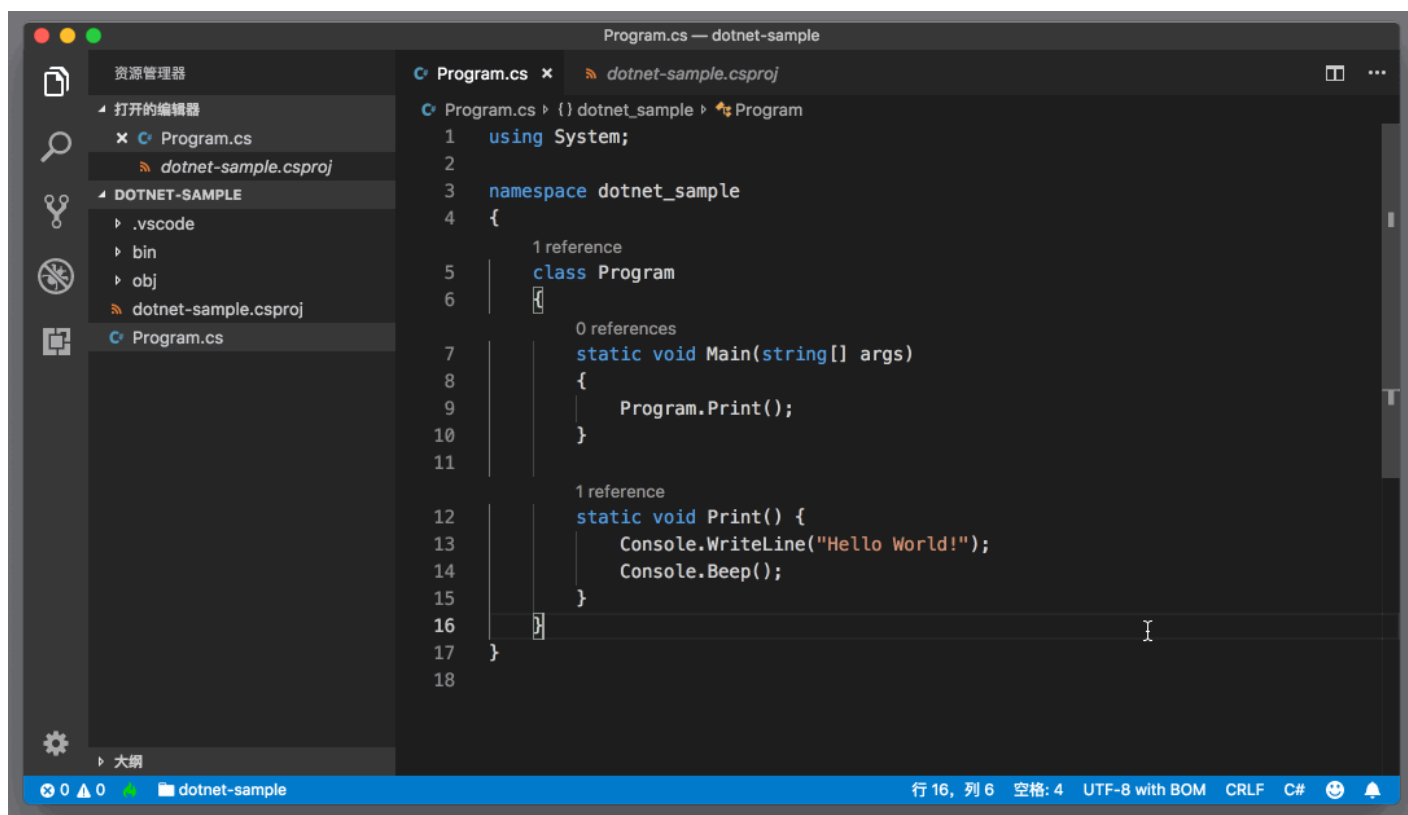 Program.cs — dotnet-sample
资源管理器
打开的编辑器
Program.cs
dotnet-sample.csproj
DOTNET-SAMPLE
.vscode
bin
obj
dotnet-sample.csproj
Program.cs
大纲
Program.cs dotnet-sample.csproj
Program.cs {} dotnet_sample Program
1 using System;
2
3 namespace dotnet_sample
4 {
1 reference
5 class Program
6 {
0 references
7 static void Main(string[] args)
8 {
9 Program.Print();
10 }
11
1 reference
12 static void Print() {
13 Console.WriteLine("Hello World!");
14 Console.Beep();
15 }
16 }
17 }
18
0 0 dotnet-sample 行 16，列 6 空格: 4 UTF-8 with BOM CRLF C#